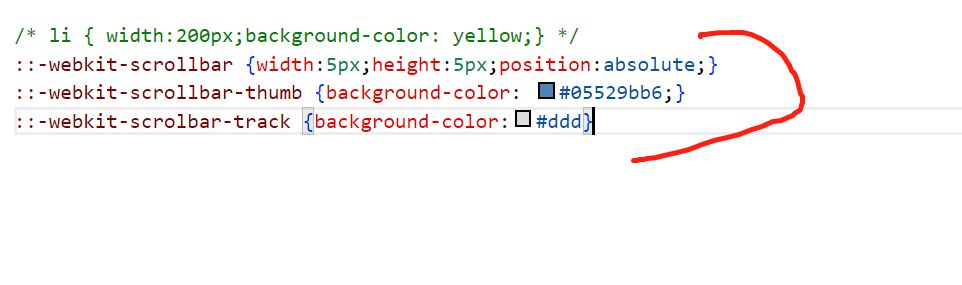 /* li { width:200px;background-color: yellow;} */
::-webkit-scrollbar {width:5px;height:5px;position:absolute;}
::-webkit-scrollbar-thumb {background-color: #05529bb6;}
::-webkit-scrolbar-track {background-color:#ddd}